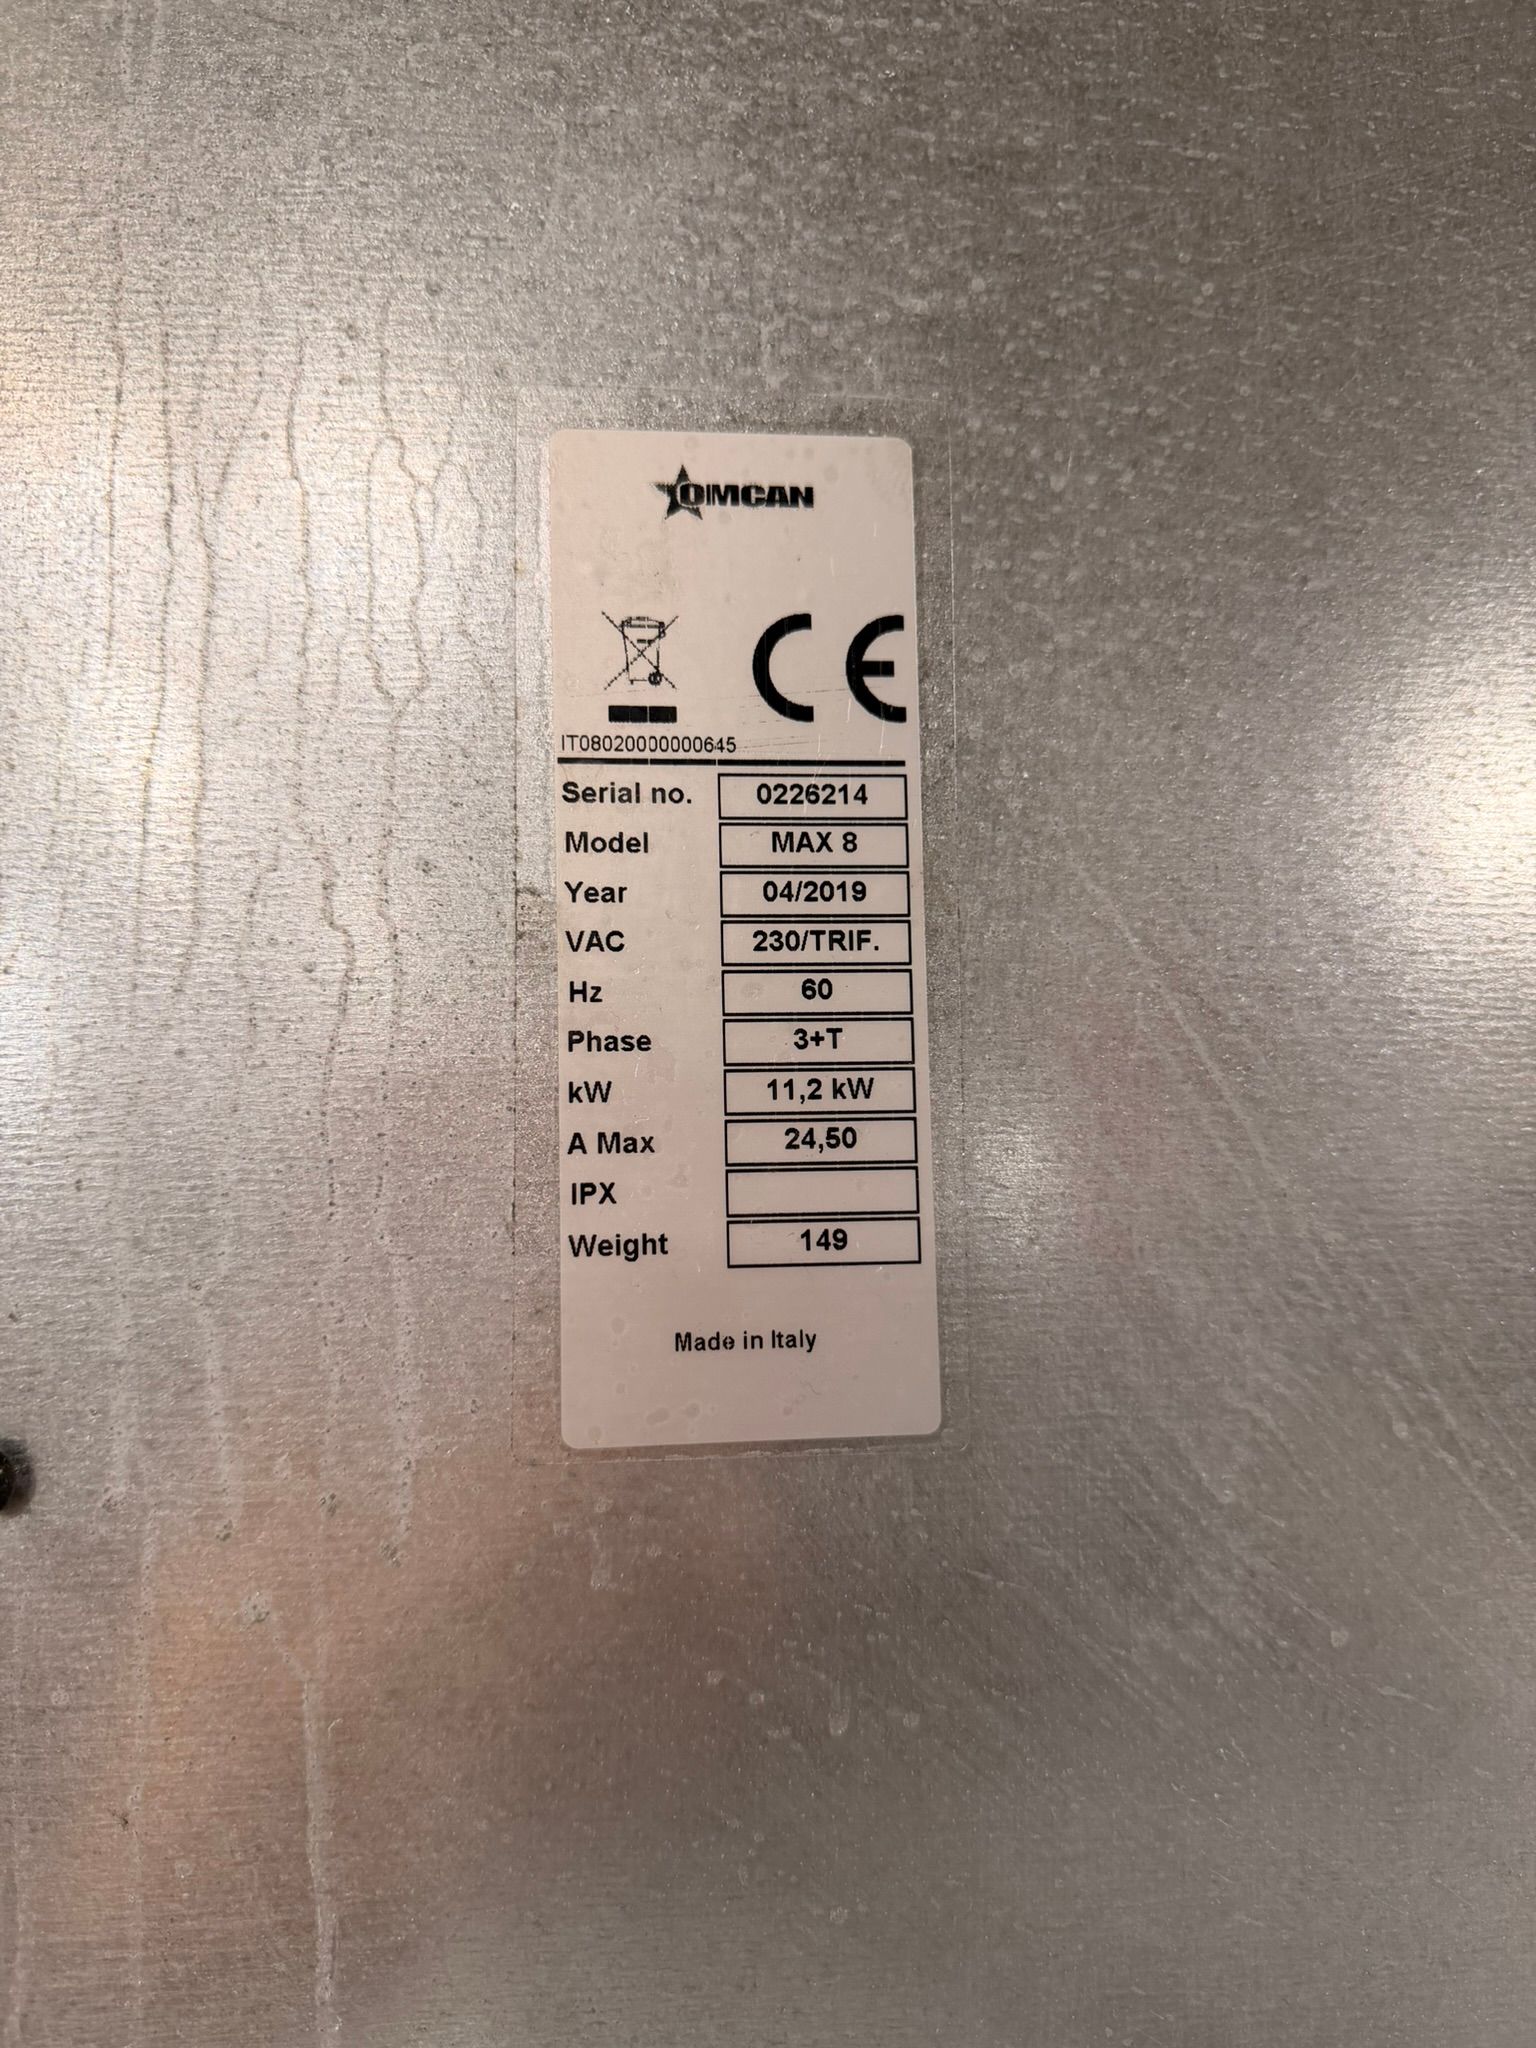 OMCAN
CE
IT08020000000645
Serial no. 0226214
Model MAX 8
Year 04/2019
VAC 230/TRIF.
Hz 60
Phase 3+T
kW 11,2 kW
A Max 24,50
IPX
Weight 149
Made in Italy